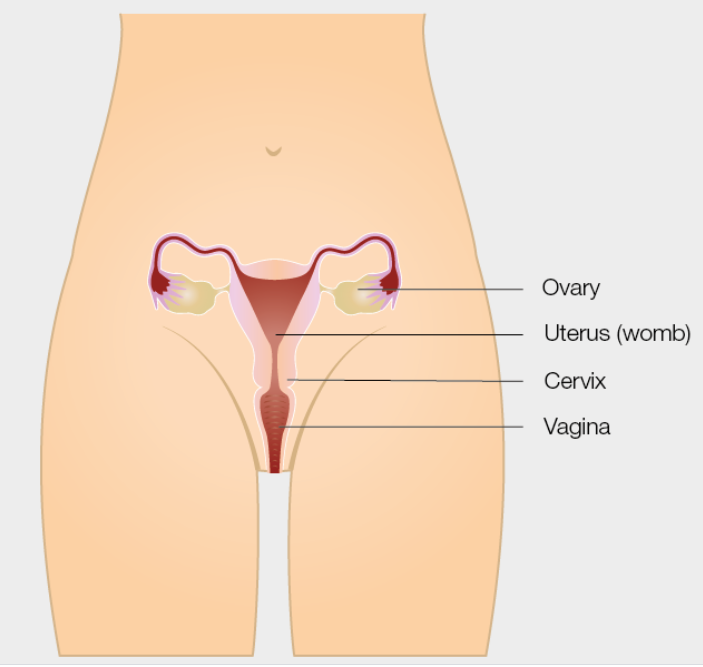 Ovary
Uterus (womb)
Cervix
Vagina